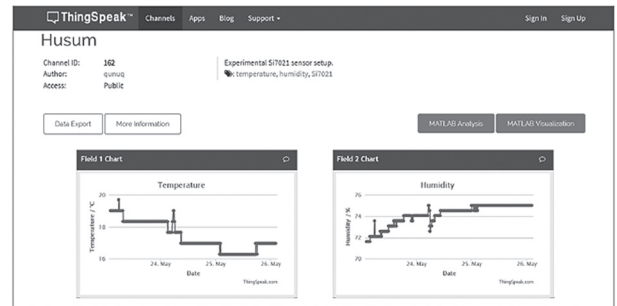 ThingSpeak™ Channels Apps Blog Support Sign In Sign Up
Husum
Channel ID: 162
Author: qunuq
Access: Public
Experimental Si7021 sensor setup.
temperature, humidity, Si7021
Data Export More Information MATLAB Analysis MATLAB Visualization
Field 1 Chart
Temperature
Temperature / °C
20
18
16
24. May 25. May 26. May
Date
ThingSpeak.com
Field 2 Chart
Humidity
Humidity / %
76
74
72
70
24. May 25. May 26. May
Date
ThingSpeak.com